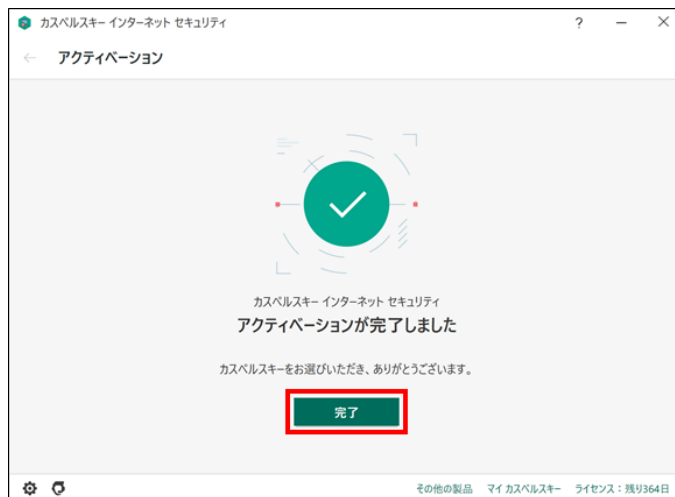 カスペルスキー インターネット セキュリティ
?
アクティベーション
カスペルスキー インターネット セキュリティ
アクティベーションが完了しました
カスペルスキーをお選びいただき、ありがとうございます。
完了
その他の製品 マイ カスペルスキー ライセンス：残り364日